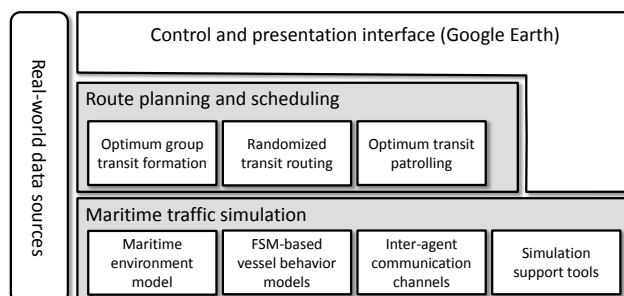 Real-world data
sources
Control and presentation interface (Google Earth)
Route planning and scheduling
Optimum group
transit formation
Randomized
transit routing
Optimum transit
patrolling
Maritime traffic simulation
Maritime
environment
model
FSM-based
vessel behavior
models
Inter-agent
communication
channels
Simulation
support tools